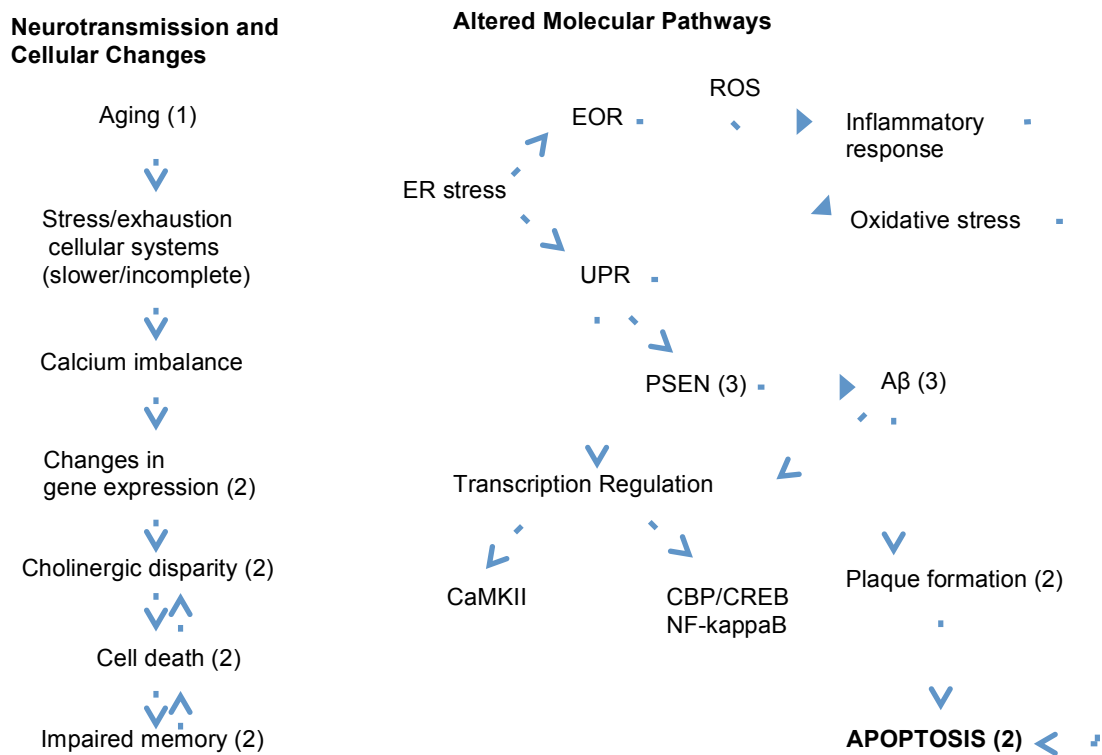 Neurotransmission and
Cellular Changes
Aging (1)
Stress/exhaustion
cellular systems
(slower/incomplete)
Calcium imbalance
Changes in
gene expression (2)
Cholinergic disparity (2)
Cell death (2)
Impaired memory (2)
Altered Molecular Pathways
ROS
EOR
Inflammatory
response
ER stress
Oxidative stress
UPR
PSEN (3)
Aβ (3)
Transcription Regulation
CaMKII
CBP/CREB
NF-kappaB
Plaque formation (2)
APOPTOSIS (2)